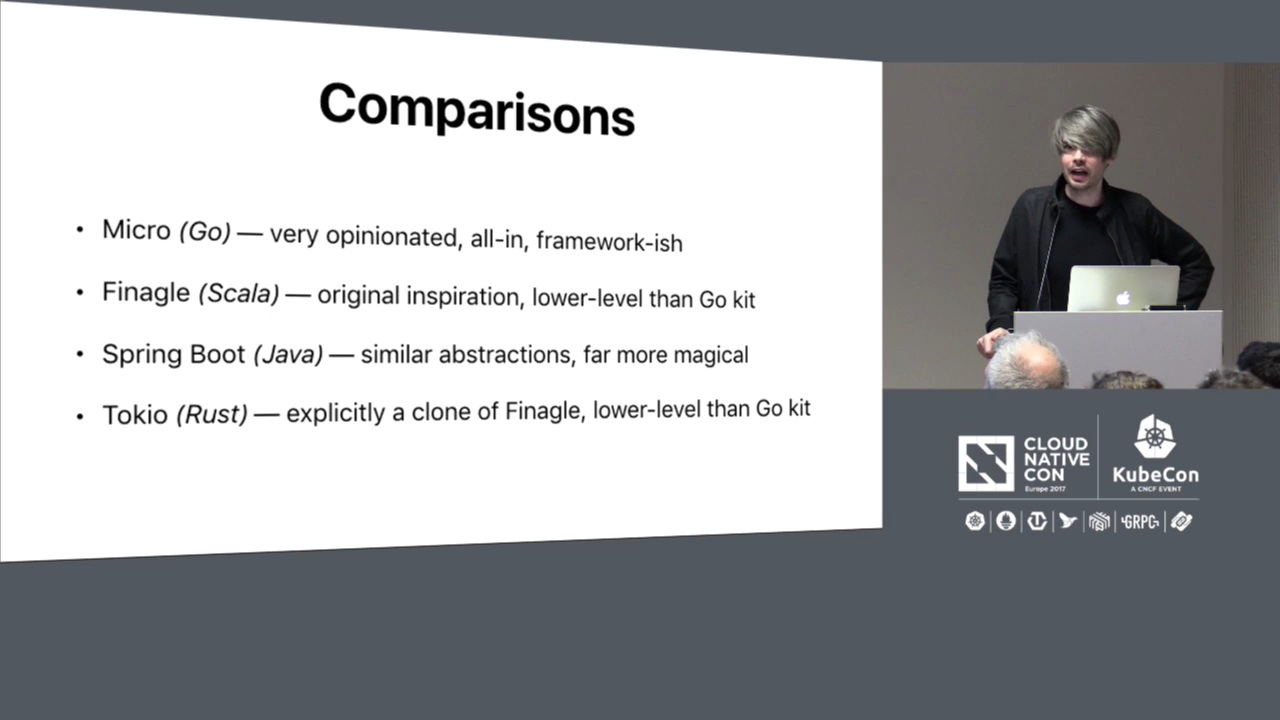 Comparisons
• Micro (Go) — very opinionated, all-in, framework-ish
• Finagle (Scala) — original inspiration, lower-level than Go kit
• Spring Boot (Java) — similar abstractions, far more magical
• Tokio (Rust) — explicitly a clone of Finagle, lower-level than Go kit
CLOUD
NATIVE
CON
Europe 2017
KubeCon
A CNCF EVENT
GRPC